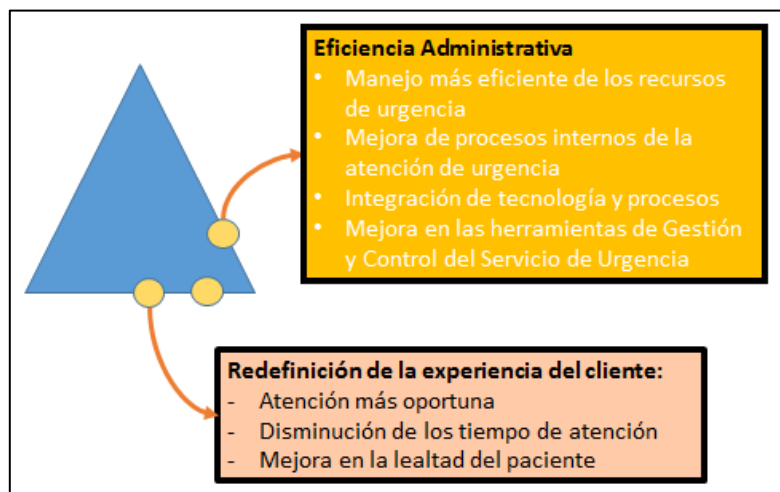 Eficiencia Administrativa
• Manejo más eficiente de los recursos
de urgencia
• Mejora de procesos internos de la
atención de urgencia
• Integración de tecnología y procesos
• Mejora en las herramientas de Gestión
y Control del Servicio de Urgencia
Redefinición de la experiencia del cliente:
- Atención más oportuna
- Disminución de los tiempo de atención
- Mejora en la lealtad del paciente